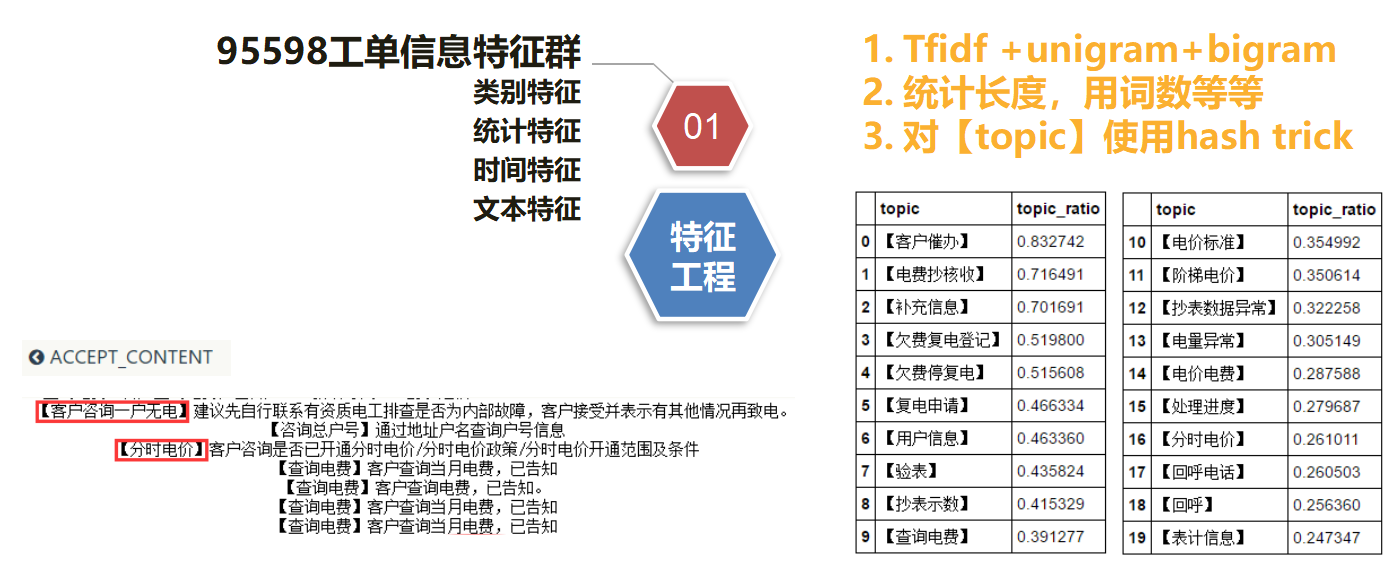 95598工单信息特征群
类别特征
统计特征
时间特征
文本特征
01
特征
工程
1. Tfidf +unigram+bigram
2. 统计长度，用词数等等
3. 对【topic】使用hash trick
ACCEPT_CONTENT
【客户咨询一户无电】建议先自行联系有资质电工排查是否为内部故障，客户接受并表示有其他情况再致电。
【咨询总户号】通过地址户名查询户号信息
【分时电价】客户咨询是否已开通分时电价/分时电价政策/分时电价开通范围及条件
【查询电费】客户查询当月电费，已告知
【查询电费】客户查询电费，已告知。
【查询电费】客户查询当月电费，已告知
【查询电费】客户查询当月电费，已告知
topic topic_ratio
0 【客户催办】 0.832742
1 【电费抄核收】 0.716491
2 【补充信息】 0.701691
3 【欠费复电登记】 0.519800
4 【欠费停复电】 0.515608
5 【复电申请】 0.466334
6 【用户信息】 0.463360
7 【验表】 0.435824
8 【抄表示数】 0.415329
9 【查询电费】 0.391277
topic topic_ratio
10 【电价标准】 0.354992
11 【阶梯电价】 0.350614
12 【抄表数据异常】 0.322258
13 【电量异常】 0.305149
14 【电价电费】 0.287588
15 【处理进度】 0.279687
16 【分时电价】 0.261011
17 【回呼电话】 0.260503
18 【回呼】 0.256360
19 【表计信息】 0.247347